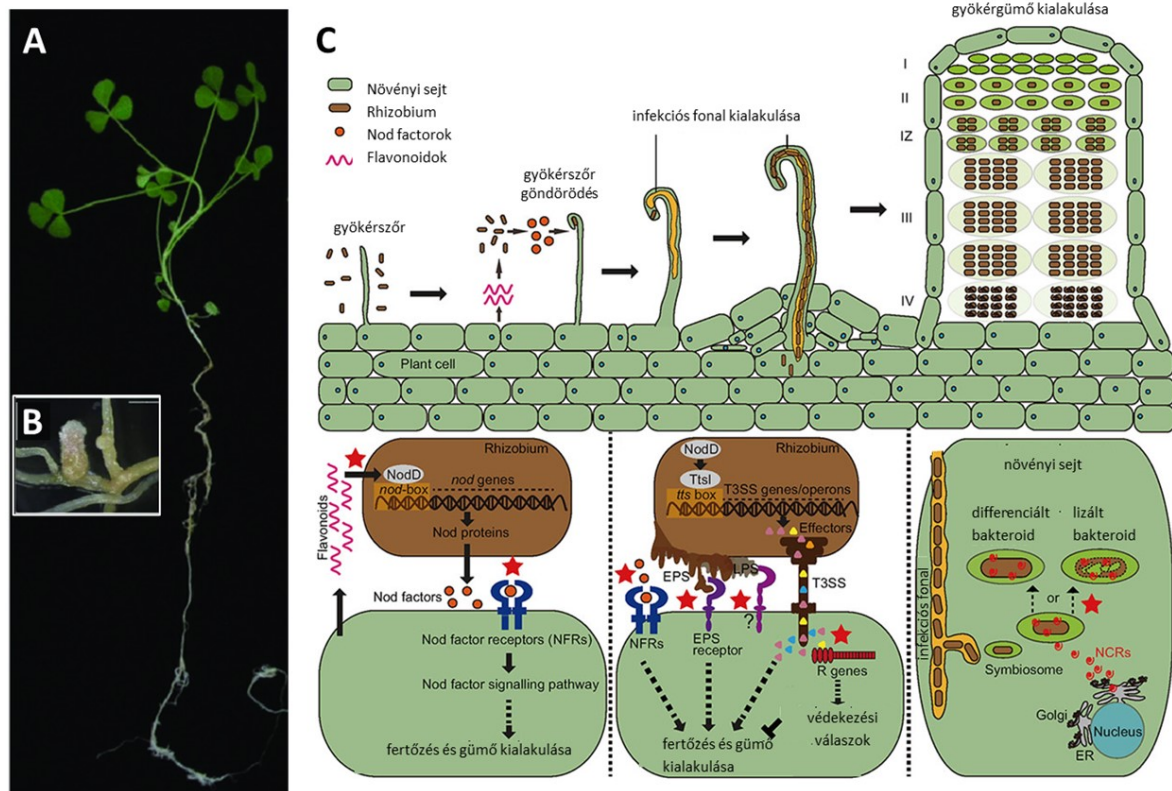 A
B
C
Növényi sejt
Rhizobium
Nod factorok
Flavonoidok
gyökérszőr
gyökérszőr
göndörödés
infekciós fonal kialakulása
gyökérgümő kialakulása
I
II
IZ
III
IV
Plant cell
Rhizobium
NodD
nod-box
nod genes
Nod proteins
Flavonoids
Nod factors
Nod factor receptors (NFRs)
Nod factor signalling pathway
fertőzés és gümő kialakulása
Rhizobium
NodD
TtsI
tts box
T3SS genes/operons
Effectors
EPS
LPS
T3SS
?
NFRs
EPS
receptor
R genes
védekezési
válaszok
fertőzés és gümő
kialakulása
növényi sejt
differenciált
bakteroid
lizált
bakteroid
or
infekciós fonal
Symbiosome
NCRs
Golgi
Nucleus
ER